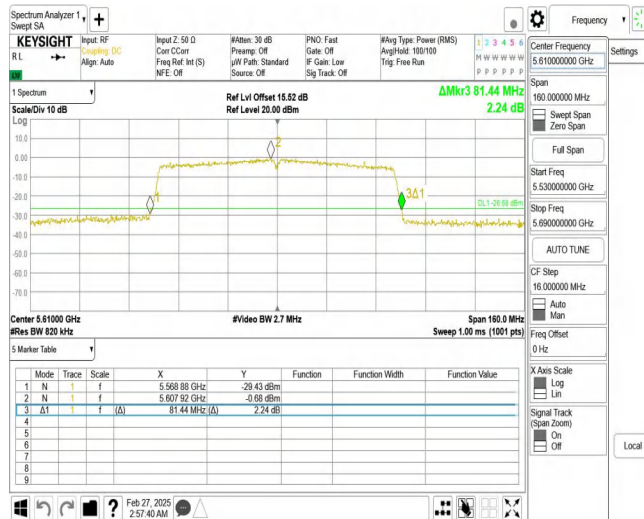 Spectrum Analyzer 1
Swept SA
Frequency
KEYSIGHT
R L
Input: RF
Coupling: DC
Align: Auto
Input Z: 50 Ω
Corr CCorr
Freq Ref: Int (S)
NFE: Off
#Atten: 30 dB
Preamp: Off
µW Path: Standard
Source: Off
PNO: Fast
Gate: Off
IF Gain: Low
Sig Track: Off
#Avg Type: Power (RMS)
Avg|Hold: 100/100
Trig: Free Run
1 2 3 4 5 6
M W W W W W
P P P P P P
Center Frequency
5.610000000 GHz
Settings
Span
160.000000 MHz
Swept Span
Zero Span
Full Span
Start Freq
5.530000000 GHz
Stop Freq
5.690000000 GHz
AUTO TUNE
CF Step
16.000000 MHz
Auto
Man
Freq Offset
0 Hz
X Axis Scale
Log
Lin
Signal Track
(Span Zoom)
On
Off
Local
1 Spectrum
Scale/Div 10 dB
Ref Lvl Offset 15.52 dB
Ref Level 20.00 dBm
ΔMkr3 81.44 MHz
2.24 dB
Log
10.0
0.00
-10.0
-20.0
-30.0
-40.0
-50.0
-60.0
-70.0
1
2
3Δ1
DL1 -26.68 dBm
Center 5.61000 GHz
#Res BW 820 kHz
#Video BW 2.7 MHz
Span 160.0 MHz
Sweep 1.00 ms (1001 pts)
5 Marker Table
Mode Trace Scale X Y Function Function Width Function Value
1 N 1 f 5.568 88 GHz -29.43 dBm
2 N 1 f 5.607 92 GHz -0.68 dBm
3 Δ1 1 f (Δ) 81.44 MHz (Δ) 2.24 dB
4
5
6
7
8
9
Feb 27, 2025
2:57:40 AM